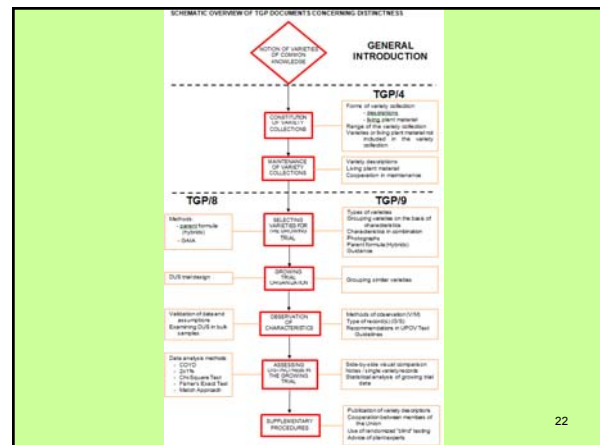 SCHEMATIC OVERVIEW OF TGP DOCUMENTS CONCERNING DISTINCTNESS
NOTION OF VARIETIES
OF COMMON
KNOWLEDGE
GENERAL
INTRODUCTION
TGP/4
CONSTITUTION
OF VARIETY
COLLECTIONS
Forms of variety collection
- descriptions
- living plant material
Range of the variety collection
Varieties or living plant material not
included in the variety
collection
MAINTENANCE
OF VARIETY
COLLECTIONS
Variety descriptions
Living plant material
Cooperation in maintenance
TGP/8
TGP/9
Methods:
- parent formula
(hybrids)
- GAIA
SELECTING
VARIETIES FOR
THE GROWING
TRIAL
Types of varieties
Grouping varieties on the basis of
characteristics
Characteristics in combination
Photographs
Parent formula (Hybrids)
Guidance
DUS trial design
GROWING
TRIAL
ORGANISATION
Grouping similar varieties
Validation of data and
assumptions
Examining DUS in bulk
samples
OBSERVATION
OF
CHARACTERISTICS
Methods of observation (V/M)
Type of record(s) (G/S)
Recommendations in UPOV Test
Guidelines
Data analysis methods
- COYD
- 2x1%
- Chi-Square Test
- Fisher's Exact Test
- Match Approach
ASSESSING
DISTINCTNESS IN
THE GROWING
TRIAL
Side-by-side visual comparison
Notes / single variety records
Statistical analysis of growing trial
data
SUPPLEMENTARY
PROCEDURES
Publication of variety descriptions
Cooperation between members of
the Union
Use of randomized "blind" testing
Advice of plant experts
22